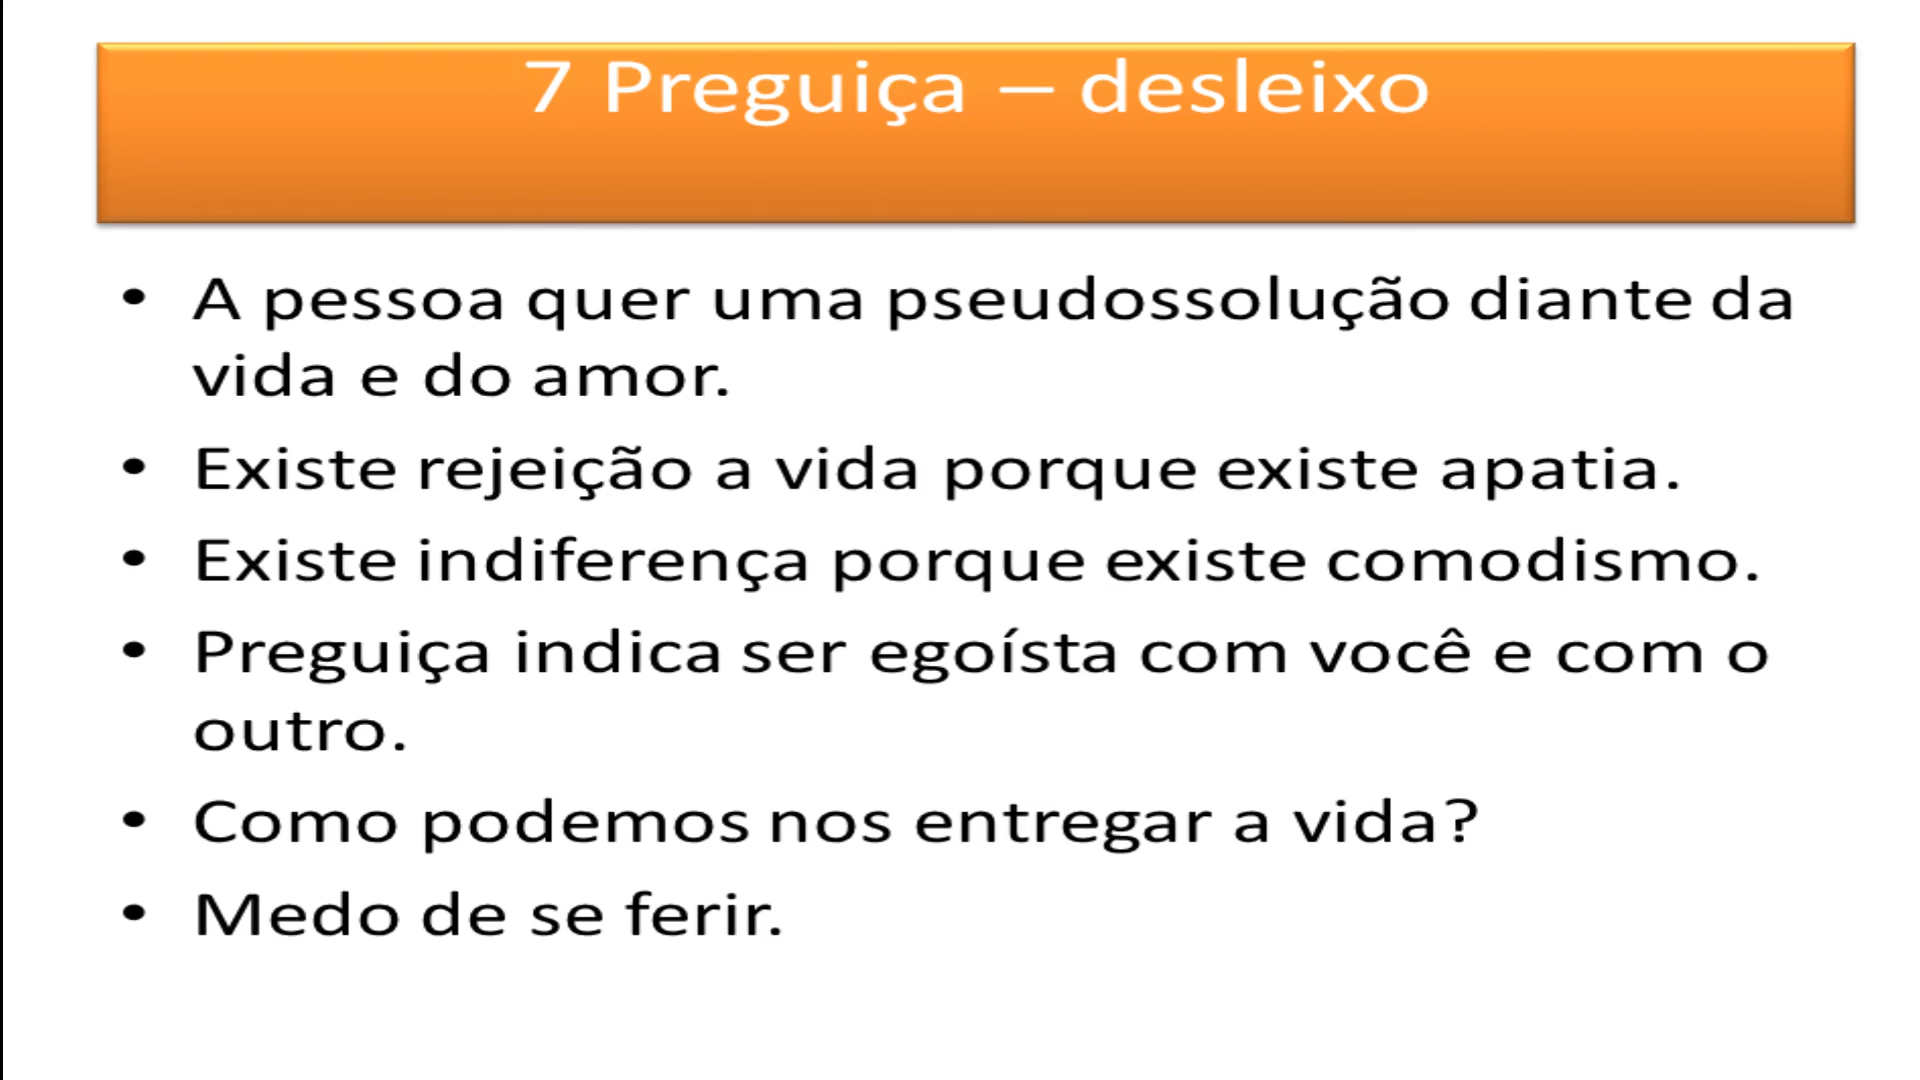 7 Preguiça – desleixo
• A pessoa quer uma pseudossolução diante da
vida e do amor.
• Existe rejeição a vida porque existe apatia.
• Existe indiferença porque existe comodismo.
• Preguiça indica ser egoísta com você e com o
outro.
• Como podemos nos entregar a vida?
• Medo de se ferir.